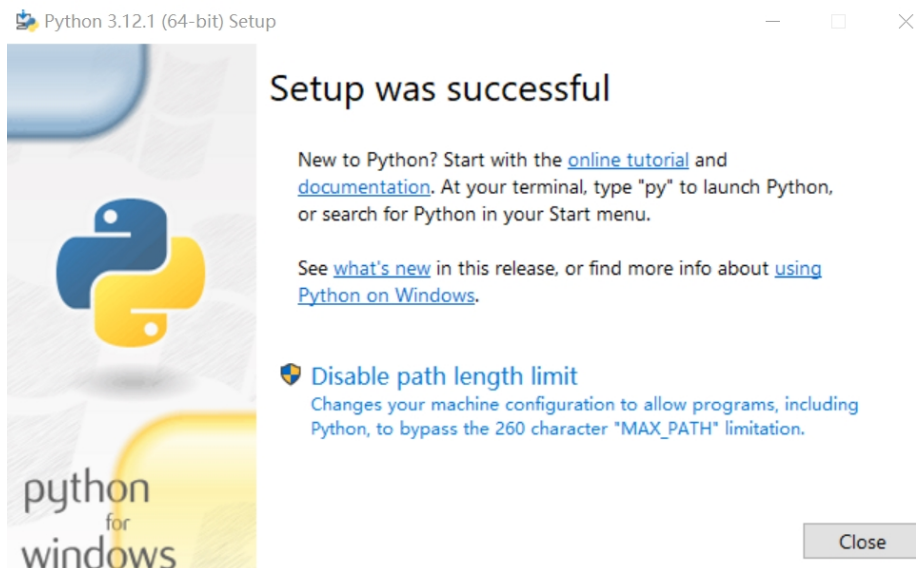 Python 3.12.1 (64-bit) Setup
Setup was successful
New to Python? Start with the online tutorial and
documentation. At your terminal, type "py" to launch Python,
or search for Python in your Start menu.
See what's new in this release, or find more info about using
Python on Windows.
Disable path length limit
Changes your machine configuration to allow programs, including
Python, to bypass the 260 character "MAX_PATH" limitation.
python
for
windows
Close